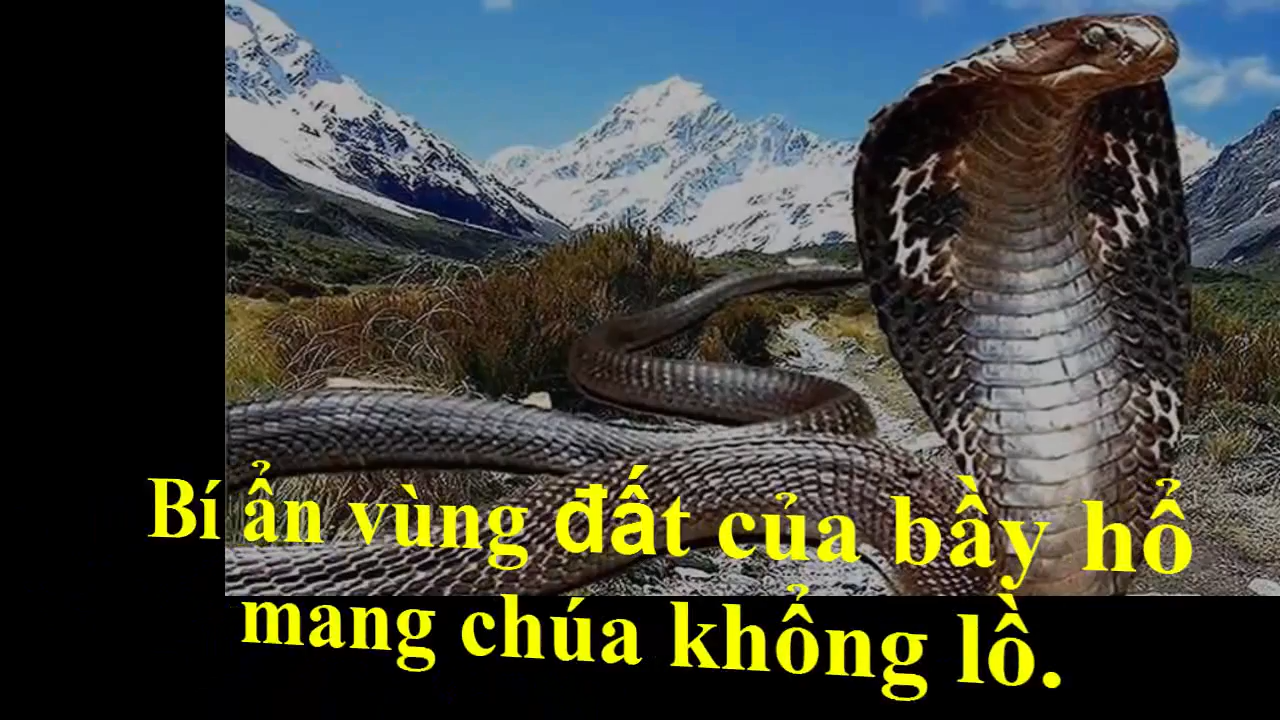 Bí ẩn vùng đất của bầy hổ
mang chúa khổng lồ.